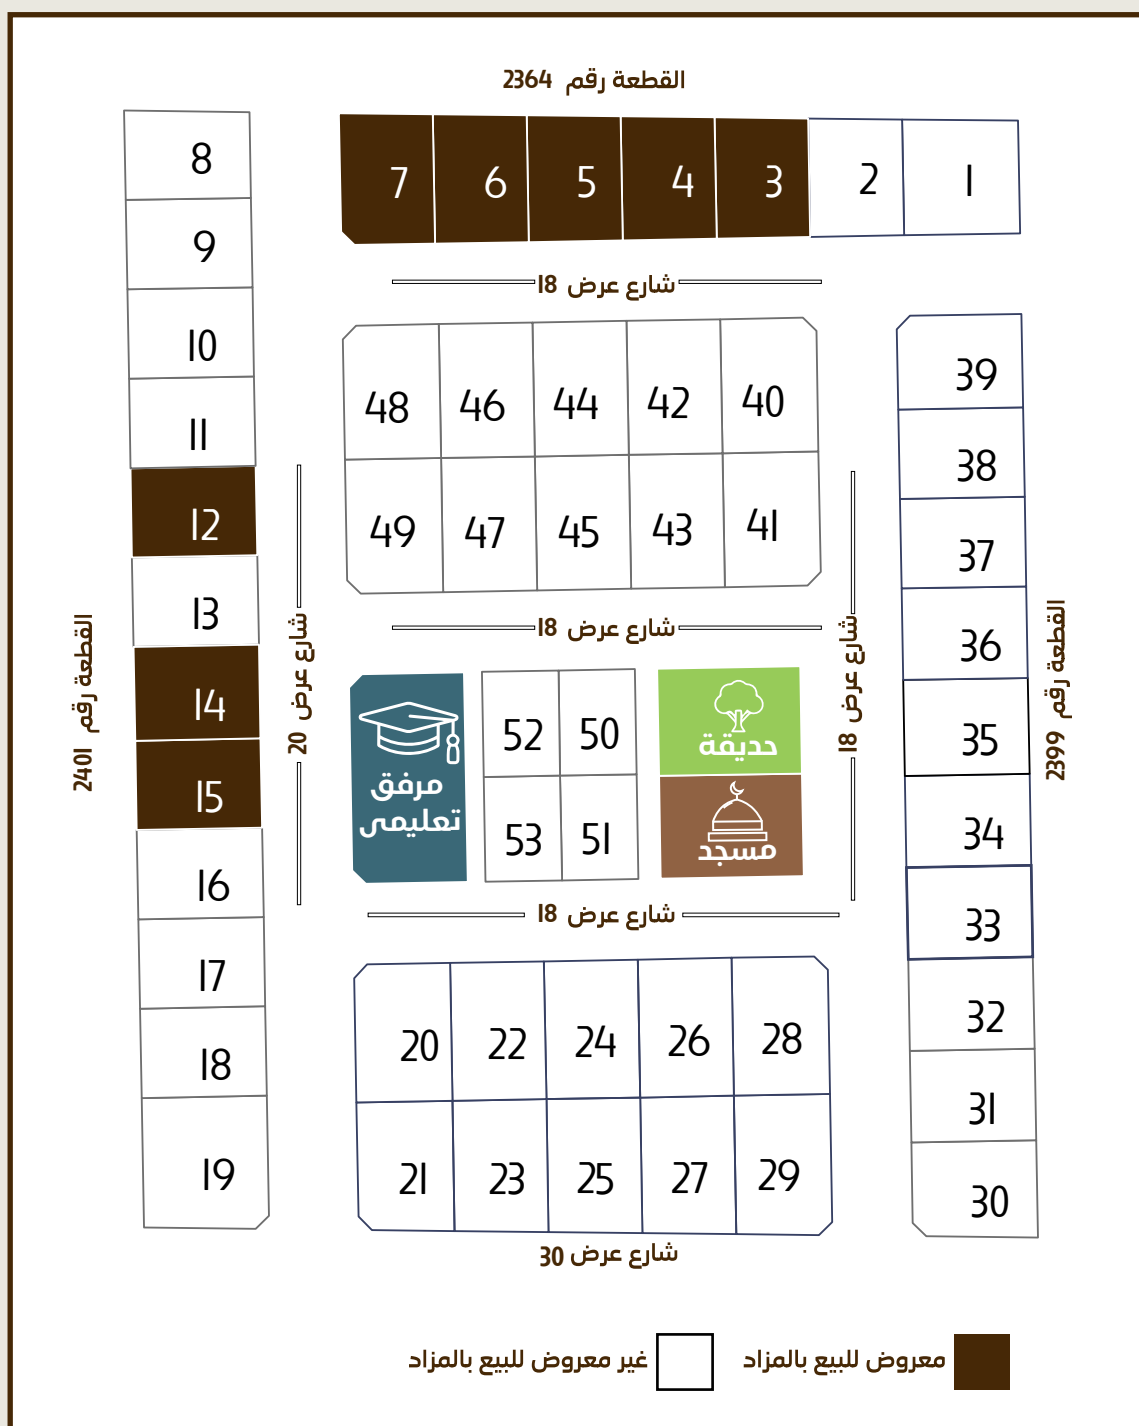 القطعة رقم 2364
8
9
10
11
12
13
14
15
16
17
18
19
7 6 5 4 3 2 1
شارع عرض 18
48 46 44 42 40
49 47 45 43 41
شارع عرض 18
القطعة رقم 2401
شارع عرض 20
مرفق
تعليمى
52 50
53 51
حديقة
مسجد
شارع عرض 18
القطعة رقم 2399
39
38
37
36
35
34
33
32
31
30
شارع عرض 18
20 22 24 26 28
21 23 25 27 29
شارع عرض 30
معروض للبيع بالمزاد
غير معروض للبيع بالمزاد